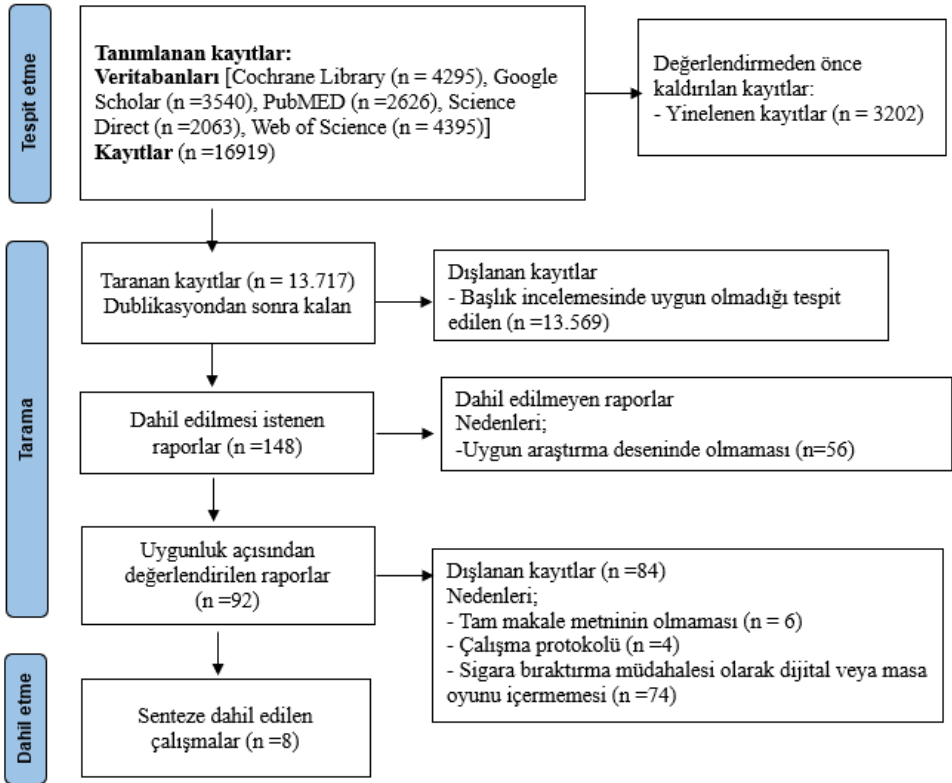 Tespit etme
Tanımlanan kayıtlar:
Veritabanları [Cochrane Library (n = 4295), Google
Scholar (n =3540), PubMED (n =2626), Science
Direct (n =2063), Web of Science (n = 4395)]
Kayıtlar (n =16919)
Değerlendirmeden önce
kaldırılan kayıtlar:
- Yinelenen kayıtlar (n = 3202)
Tarama
Taranan kayıtlar (n = 13.717)
Dublikasyondan sonra kalan
Dışlanan kayıtlar
- Başlık incelemesinde uygun olmadığı tespit
edilen (n =13.569)
Dahil edilmesi istenen
raporlar (n =148)
Dahil edilmeyen raporlar
Nedenleri;
-Uygun araştırma deseninde olmaması (n=56)
Uygunluk açısından
değerlendirilen raporlar
(n =92)
Dışlanan kayıtlar (n =84)
Nedenleri;
- Tam makale metninin olmaması (n = 6)
- Çalışma protokolü (n =4)
- Sigara bıraktırma müdahalesi olarak dijital veya masa
oyunu içermemesi (n =74)
Dahil etme
Senteze dahil edilen
çalışmalar (n =8)